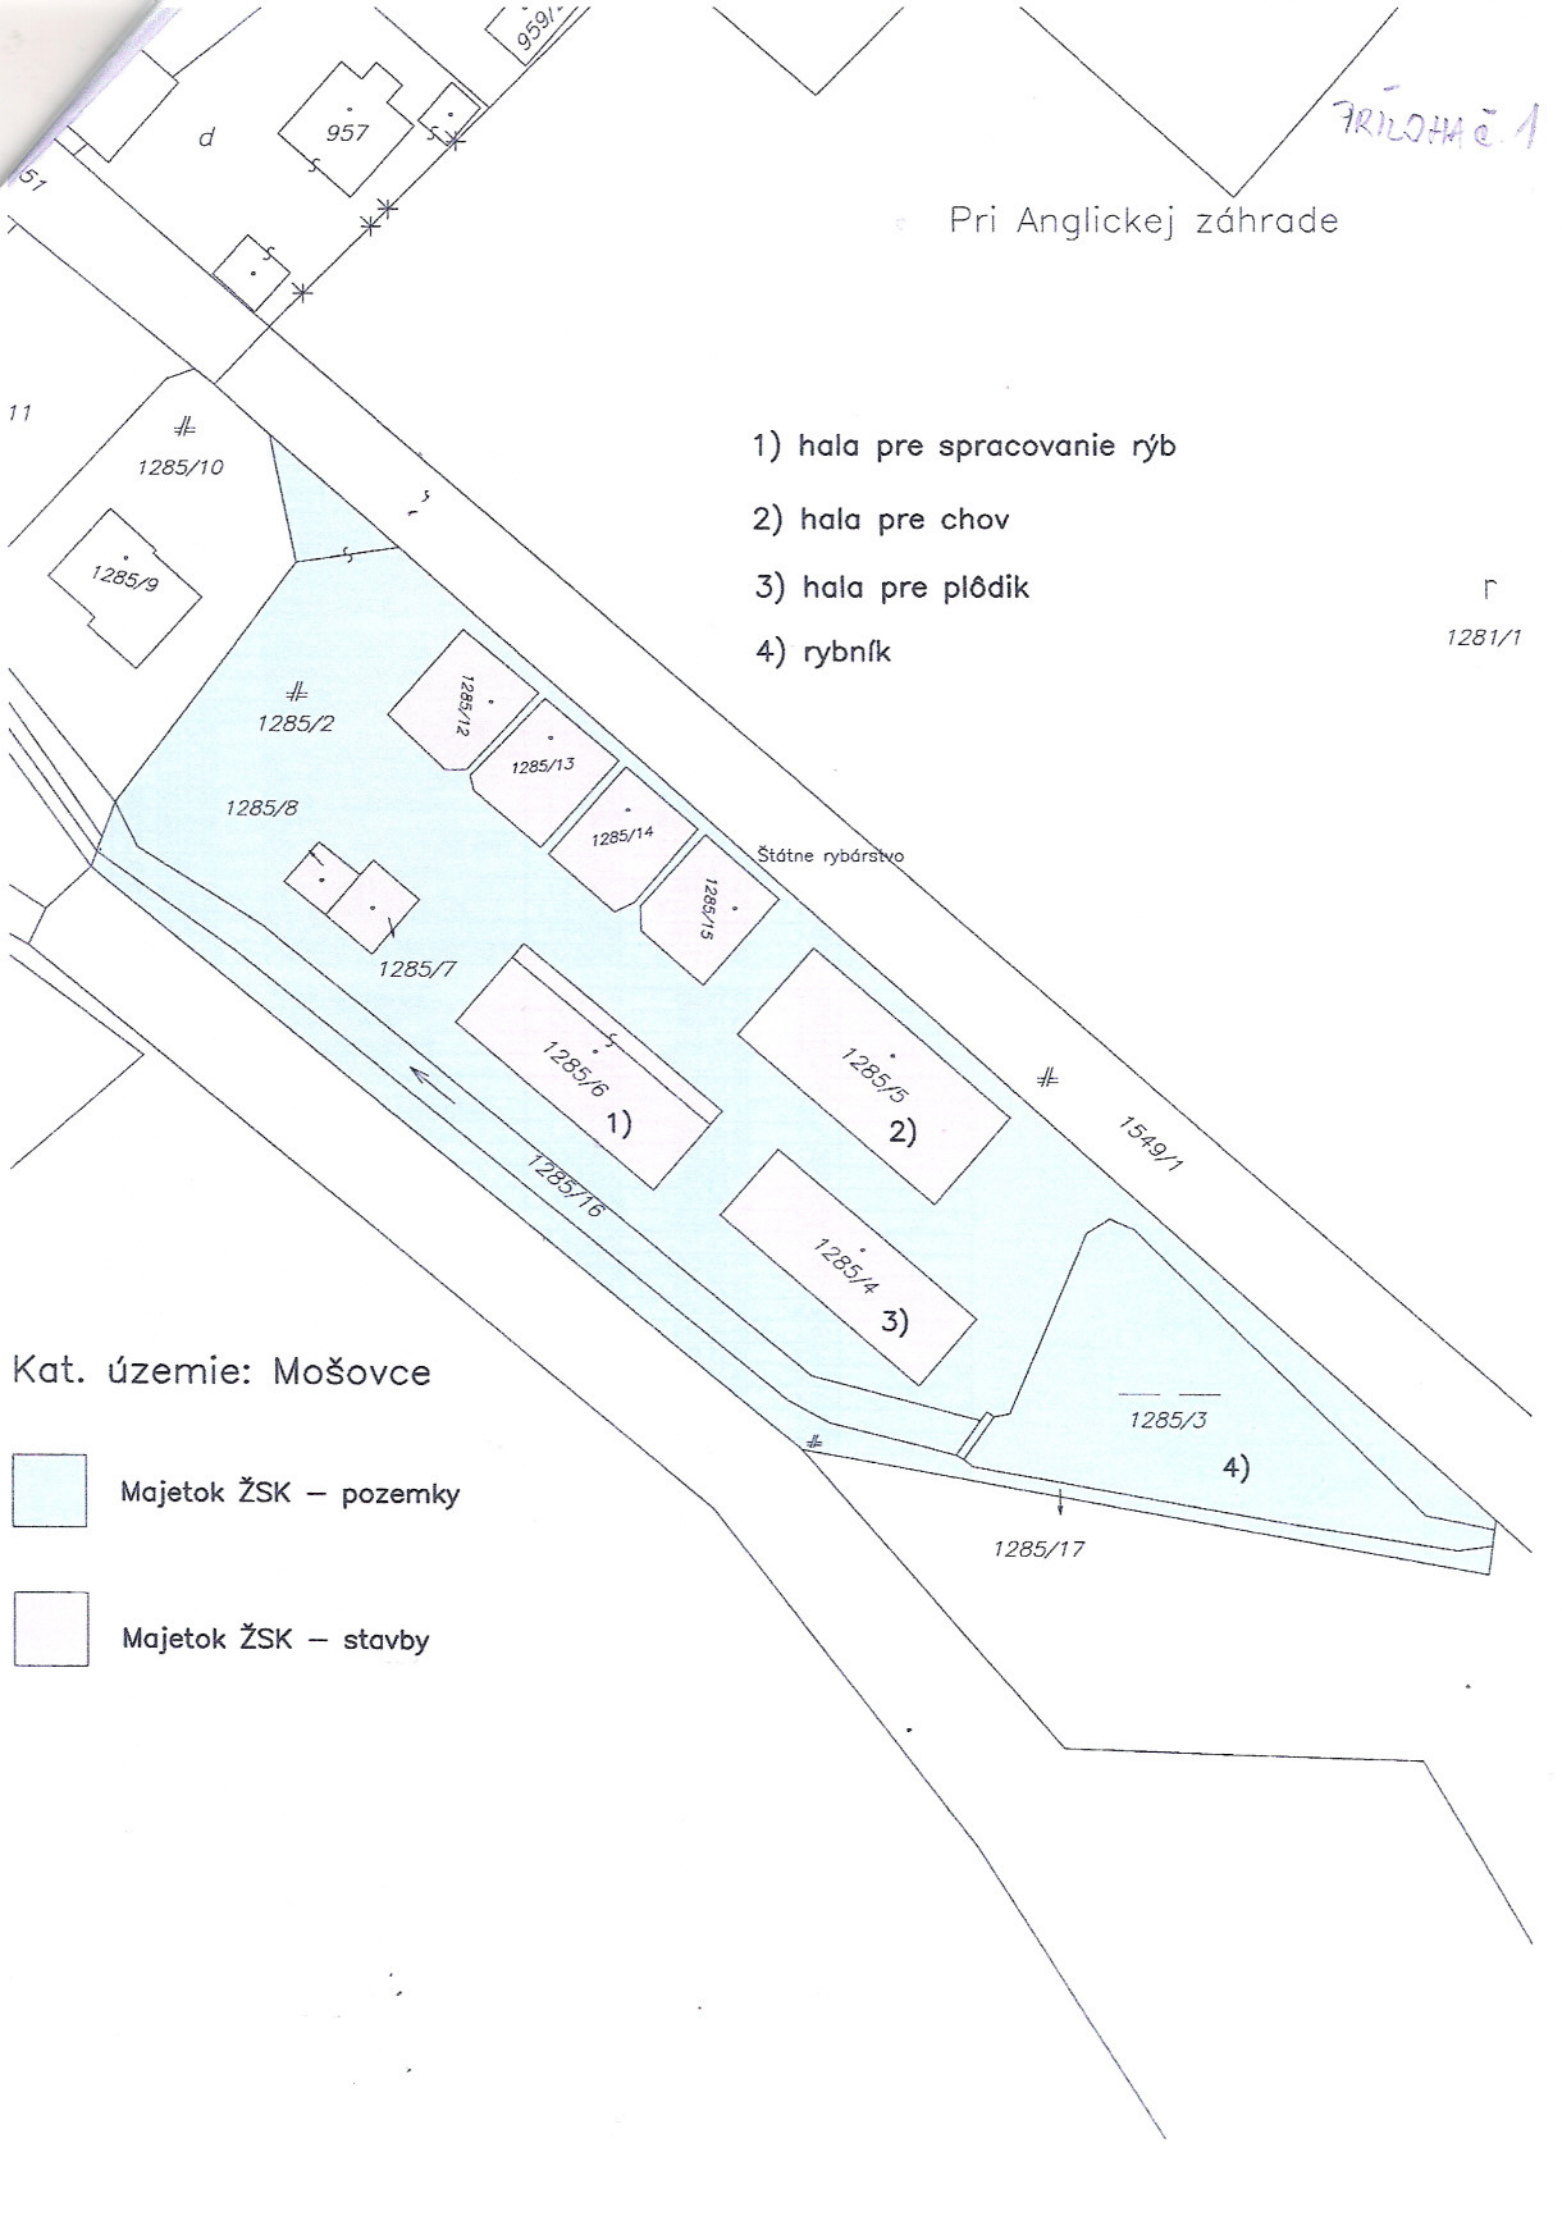 959/
PRÍLOHA č. 1
d
957
51
Pri Anglickej záhrade
11
1285/10
1) hala pre spracovanie rýb
2) hala pre chov
1285/9
3) hala pre plôdik
r
1281/1
4) rybník
1285/2
1285/12
1285/13
1285/8
1285/14
Štátne rybárstvo
1285/15
1285/7
1285/6
1)
1285/5
2)
1549/1
1285/16
1285/4
3)
Kat. územie: Mošovce
1285/3
4)
Majetok ŽSK – pozemky
1285/17
Majetok ŽSK – stavby